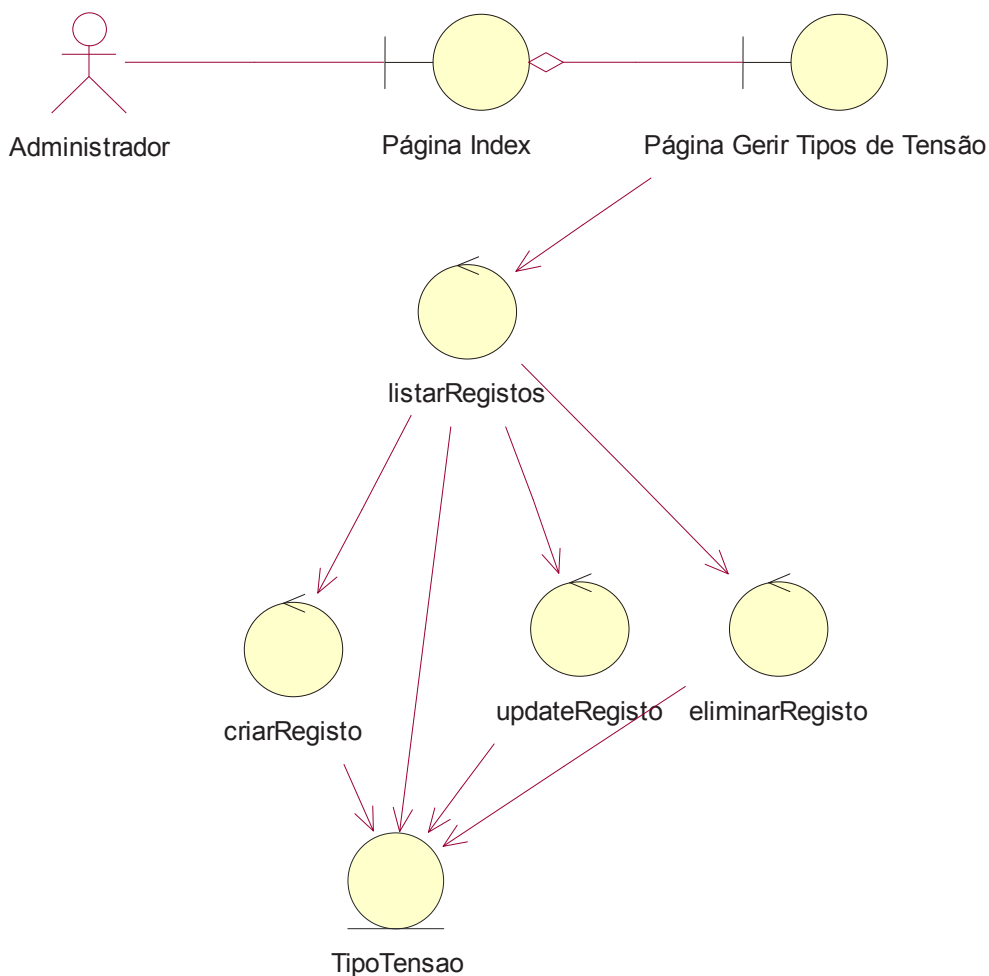 Administrador
Página Index
Página Gerir Tipos de Tensão
listarRegistos
criarRegisto
updateRegisto
eliminarRegisto
TipoTensao